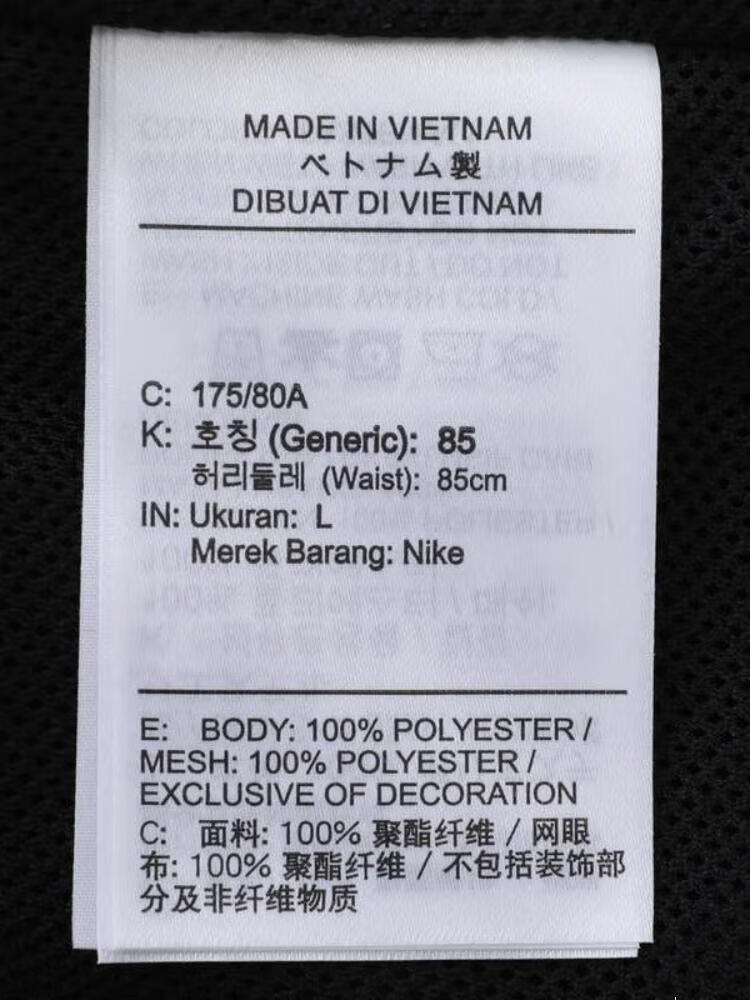 MADE IN VIETNAM
ベトナム製
DIBUAT DI VIETNAM
C: 175/80A
K: 호칭 (Generic): 85
허리둘레 (Waist): 85cm
IN: Ukuran: L
Merek Barang: Nike
E: BODY: 100% POLYESTER /
MESH: 100% POLYESTER /
EXCLUSIVE OF DECORATION
C: 面料: 100% 聚酯纤维 / 网眼
布: 100% 聚酯纤维 / 不包括装饰部
分及非纤维物质